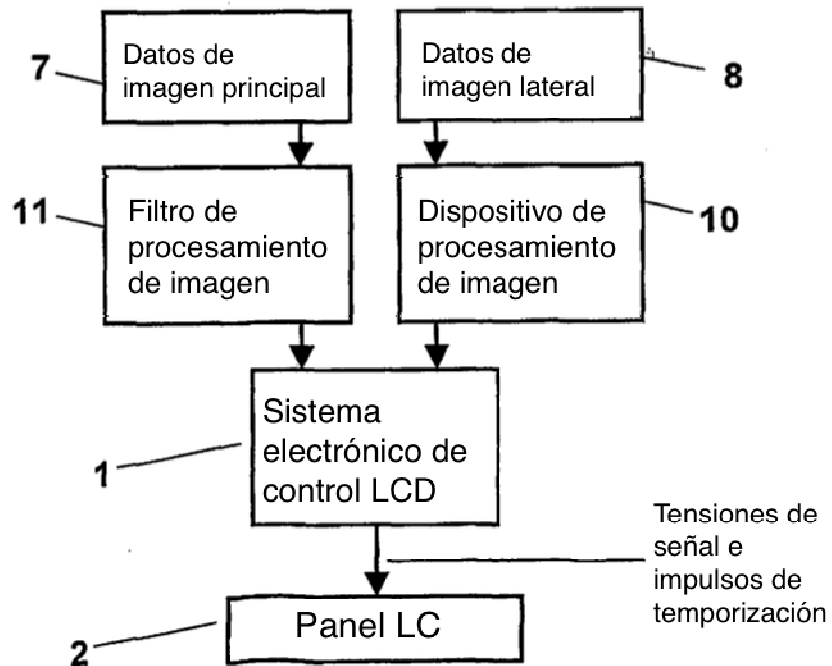 7
Datos de
imagen principal
Datos de
imagen lateral
8
11
Filtro de
procesamiento
de imagen
Dispositivo de
procesamiento
de imagen
10
1
Sistema
electrónico de
control LCD
Tensiones de
señal e
impulsos de
temporización
2
Panel LC